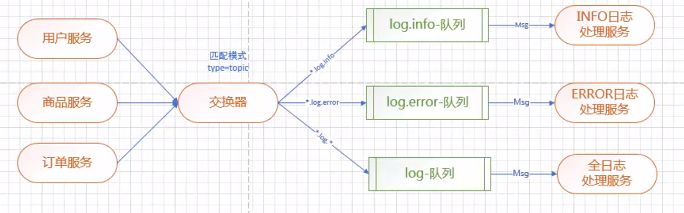 用户服务
商品服务
订单服务
匹配模式
type=topic
交换器
*.log.info
*.log.error
*.log.*
log.info-队列
log.error-队列
log-队列
Msg
Msg
Msg
INFO日志
处理服务
ERROR日志
处理服务
全日志
处理服务